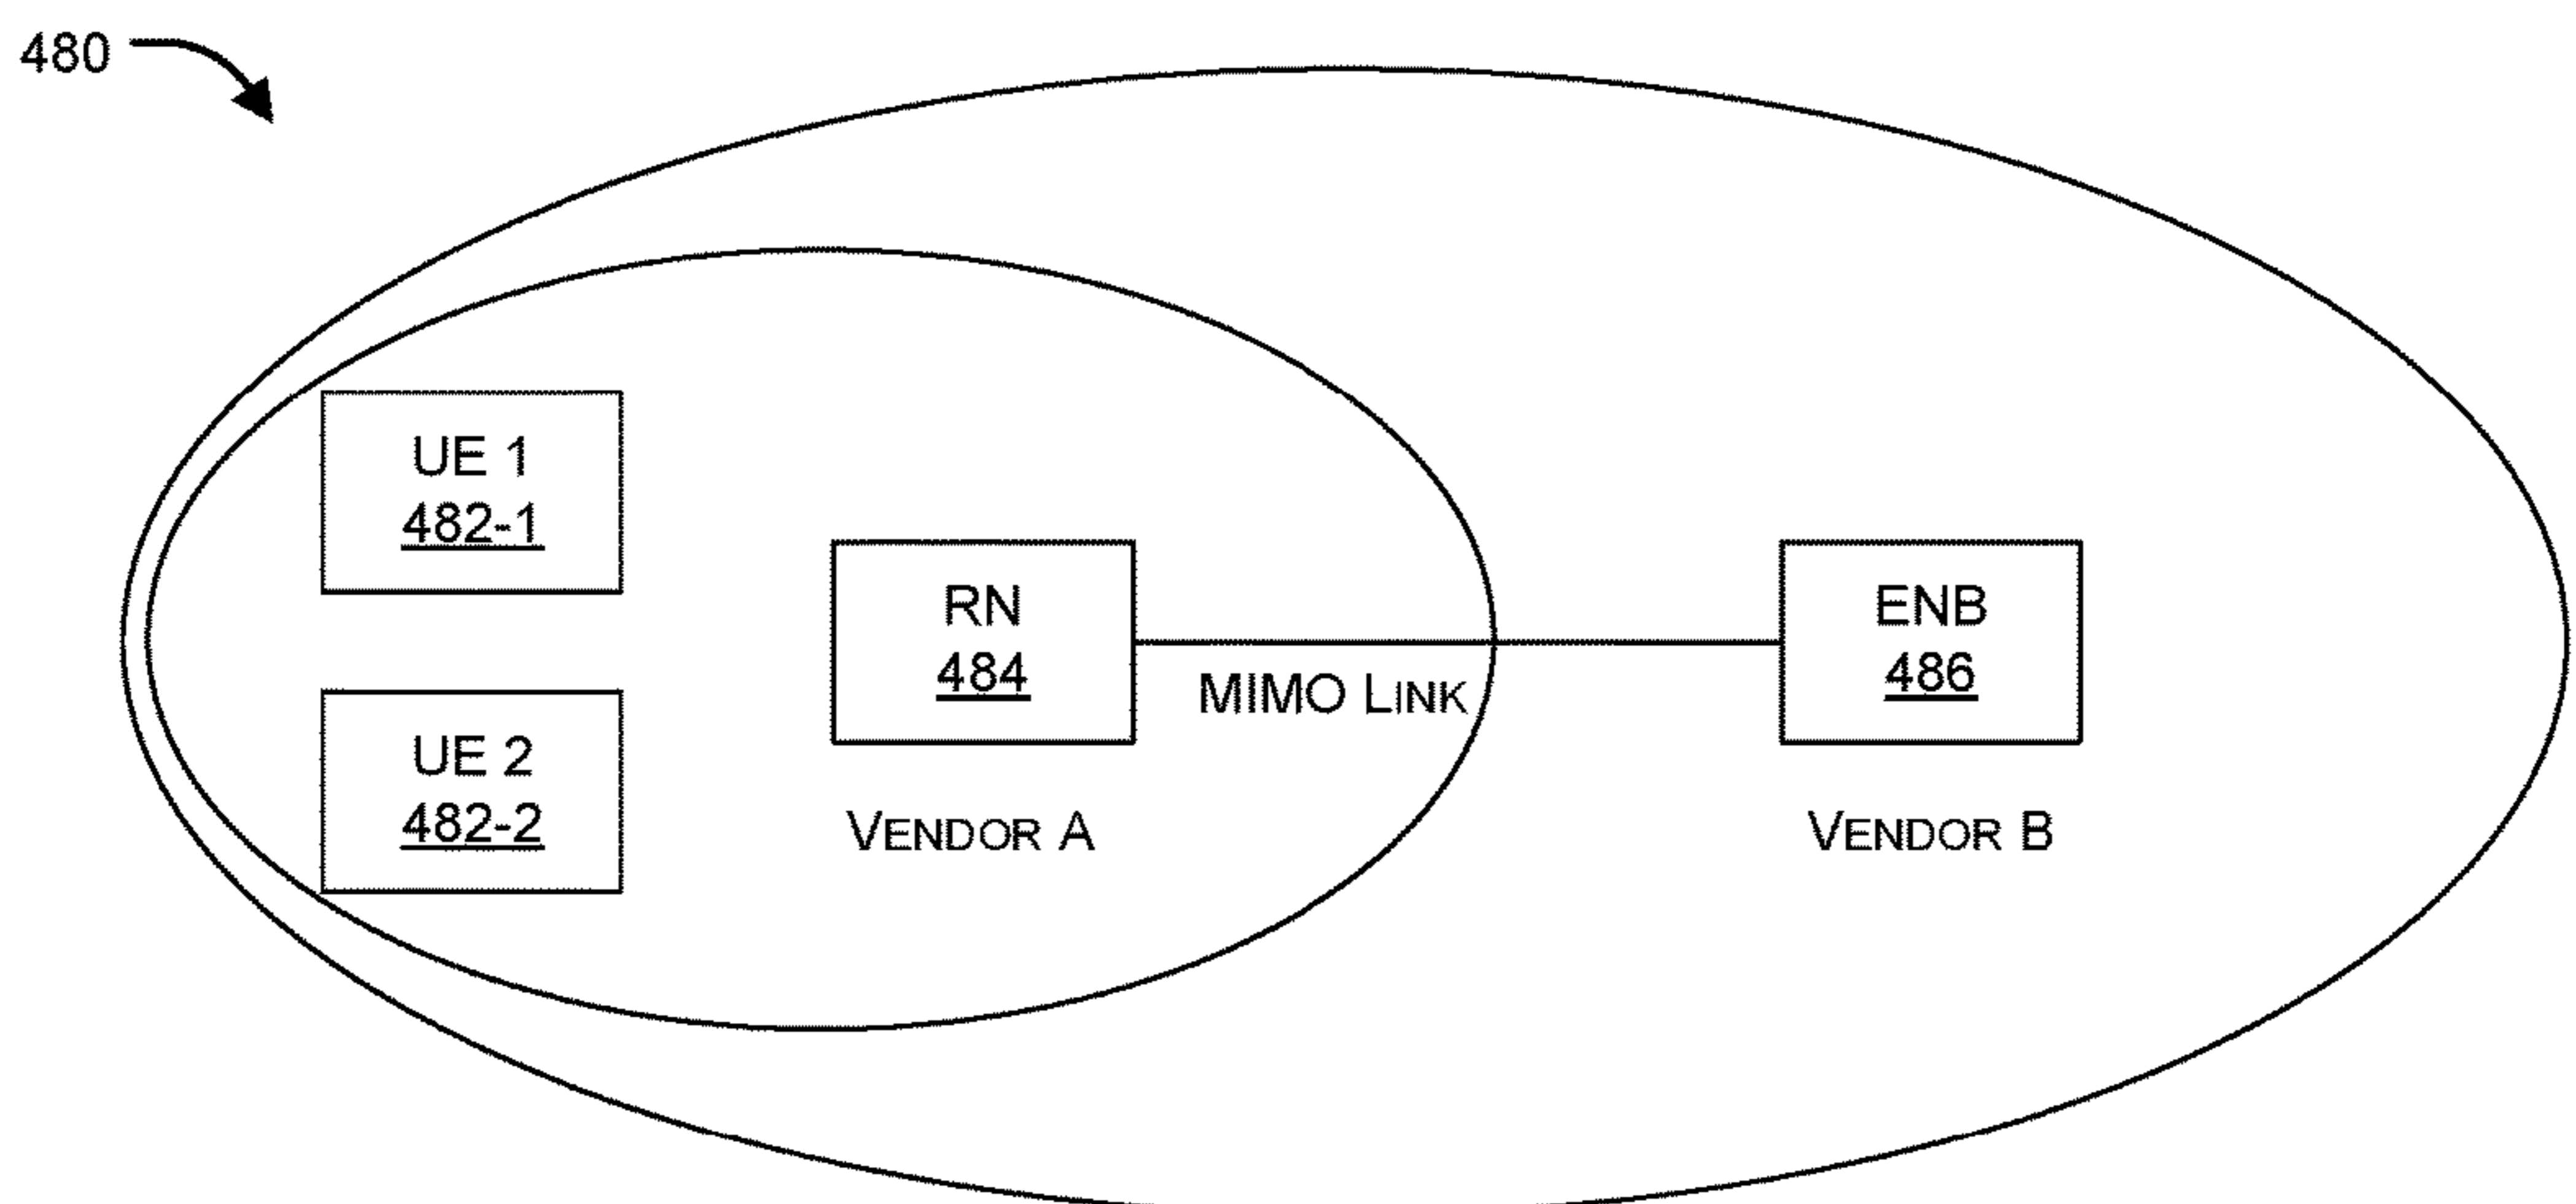 480
UE 1
482-1
UE 2
482-2
RN
484
MIMO LINK
VENDOR A
ENB
486
VENDOR B